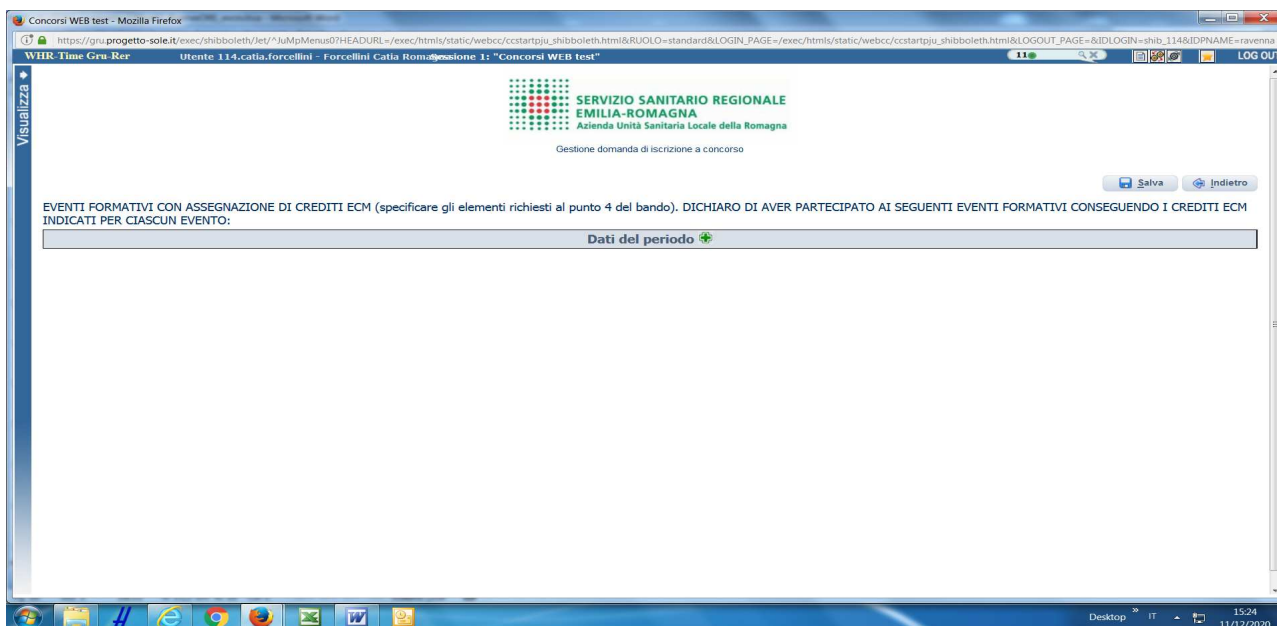 Concorsi WEB test - Mozilla Firefox
https://gru.progetto-sole.it/exec/shibboleth/Jet/^JuMpMenus0?HEADURL=/exec/htmls/static/webcc/ccstartpju_shibboleth.html&RUOLO=standard&LOGIN_PAGE=/exec/htmls/static/webcc/ccstartpju_shibboleth.html&LOGOUT_PAGE=&IDLOGIN=shib_114&IDPNAME=ravenna
WHR-Time Gru-Rer Utente 114.catia.forcellini - Forcellini Catia Sessione 1: "Concorsi WEB test" 11 LOG OUT
Visualizza
SERVIZIO SANITARIO REGIONALE
EMILIA-ROMAGNA
Azienda Unità Sanitaria Locale della Romagna
Gestione domanda di iscrizione a concorso
Salva Indietro
EVENTI FORMATIVI CON ASSEGNAZIONE DI CREDITI ECM (specificare gli elementi richiesti al punto 4 del bando). DICHIARO DI AVER PARTECIPATO AI SEGUENTI EVENTI FORMATIVI CONSEGUENDO I CREDITI ECM
INDICATI PER CIASCUN EVENTO:
Dati del periodo
Desktop » IT 15:24
11/12/2020